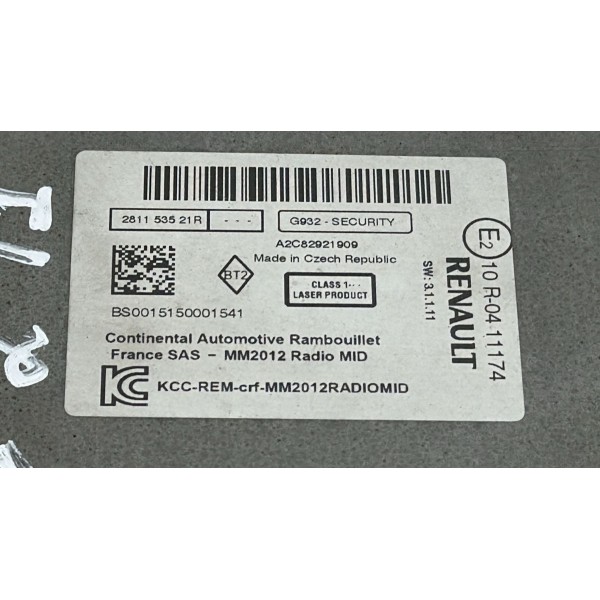 2811 535 21R
- - -
G932 - SECURITY
A2C82921909
Made in Czech Republic
BT2
CLASS 1
LASER PRODUCT
BS0015150001541
Continental Automotive Rambouillet
France SAS - MM2012 Radio MID
KC KCC-REM-crf-MM2012RADIOMID
E2 10 R-04 11174
RENAULT
SW: 3.1.1.11